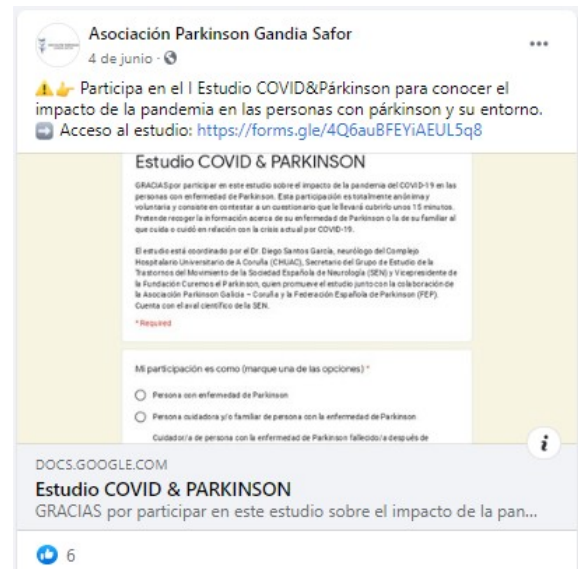 Asociación Parkinson Gandia Safor
4 de junio ·
Participa en el I Estudio COVID&Párkinson para conocer el
impacto de la pandemia en las personas con párkinson y su entorno.
Acceso al estudio: https://forms.gle/4Q6auBFEYiAEUL5q8
Estudio COVID & PARKINSON
GRACIAS por participar en este estudio sobre el impacto de la pandemia del COVID-19 en las
personas con enfermedad de Parkinson. Esta participación es totalmente anónima y
voluntaria y consiste en contestar a un cuestionario que le llevará cubrirlo unos 15 minutos.
Pretende recoger la información acerca de su enfermedad de Parkinson o la de su familiar al
que cuida o cuidó en relación con la crisis actual por COVID-19.
El estudio está coordinado por el Dr. Diego Santos García, neurólogo del Complejo
Hospitalario Universitario de A Coruña (CHUAC), Secretario del Grupo de Estudio de la
Trastornos del Movimiento de la Sociedad Española de Neurología (SEN) y Vicepresidente de
la Fundación Curemos el Parkinson, quien promueve el estudio junto con la colaboración de
la Asociación Parkinson Galicia – Coruña y la Federación Española de Parkinson (FEP).
Cuenta con el aval científico de la SEN.
* Required
Mi participación es como (marque una de las opciones) *
Persona con enfermedad de Parkinson
Persona cuidadora y/o familiar de persona con la enfermedad de Parkinson
Cuidador/a de persona con la enfermedad de Parkinson fallecido/a después de
DOCS.GOOGLE.COM
Estudio COVID & PARKINSON
GRACIAS por participar en este estudio sobre el impacto de la pan...
6